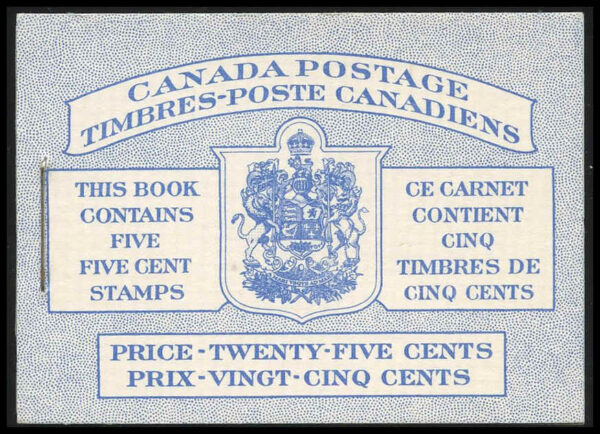 CANADA POSTAGE
TIMBRES-POSTE CANADIENS
THIS BOOK
CONTAINS
FIVE
FIVE CENT
STAMPS
CE CARNET
CONTIENT
CINQ
TIMBRES DE
CINQ CENTS
PRICE-TWENTY-FIVE CENTS
PRIX-VINGT-CINQ CENTS